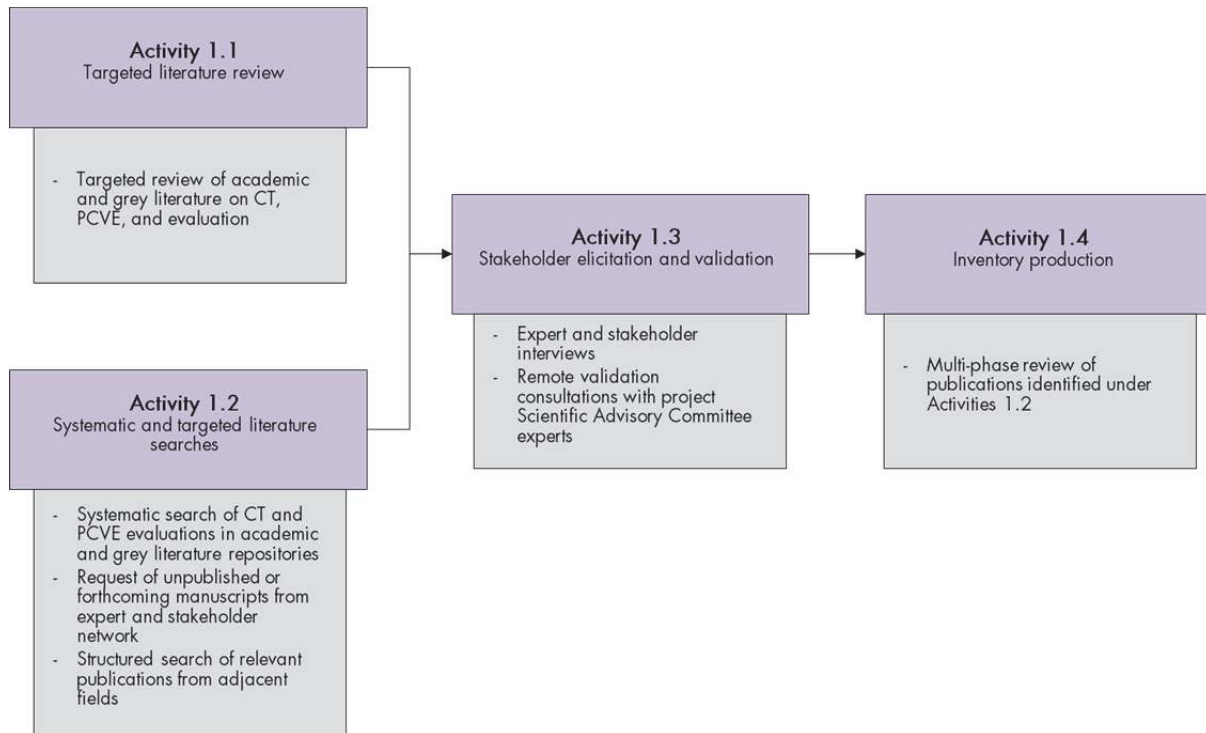 Activity 1.1
Targeted literature review
- Targeted review of academic
and grey literature on CT,
PCVE, and evaluation
Activity 1.2
Systematic and targeted literature
searches
- Systematic search of CT and
PCVE evaluations in academic
and grey literature repositories
- Request of unpublished or
forthcoming manuscripts from
expert and stakeholder
network
- Structured search of relevant
publications from adjacent
fields
Activity 1.3
Stakeholder elicitation and validation
- Expert and stakeholder
interviews
- Remote validation
consultations with project
Scientific Advisory Committee
experts
Activity 1.4
Inventory production
- Multi-phase review of
publications identified under
Activities 1.2